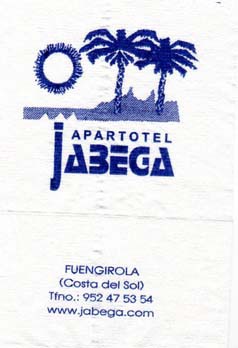 APARTOTEL
jABEGA
FUENGIROLA
(Costa del Sol)
Tfno.: 952 47 53 54
www.jabega.com